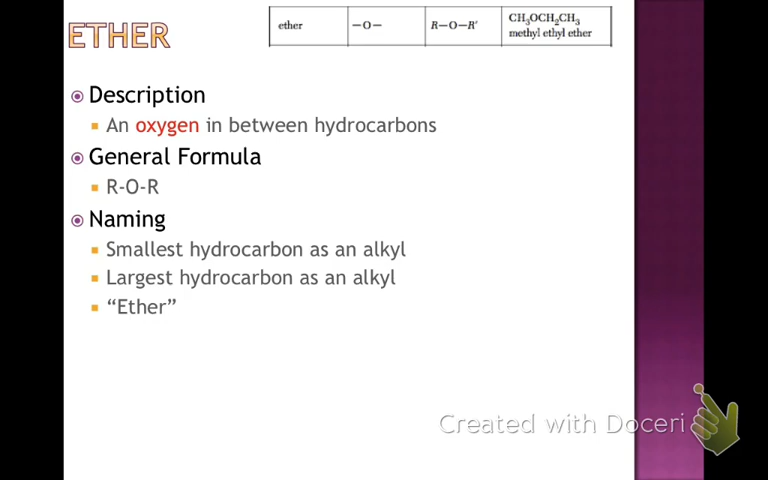 ETHER
ether —O— R—O—R' CH₃OCH₂CH₃
methyl ethyl ether
Description
An oxygen in between hydrocarbons
General Formula
R-O-R
Naming
Smallest hydrocarbon as an alkyl
Largest hydrocarbon as an alkyl
“Ether”
Created with Doceri